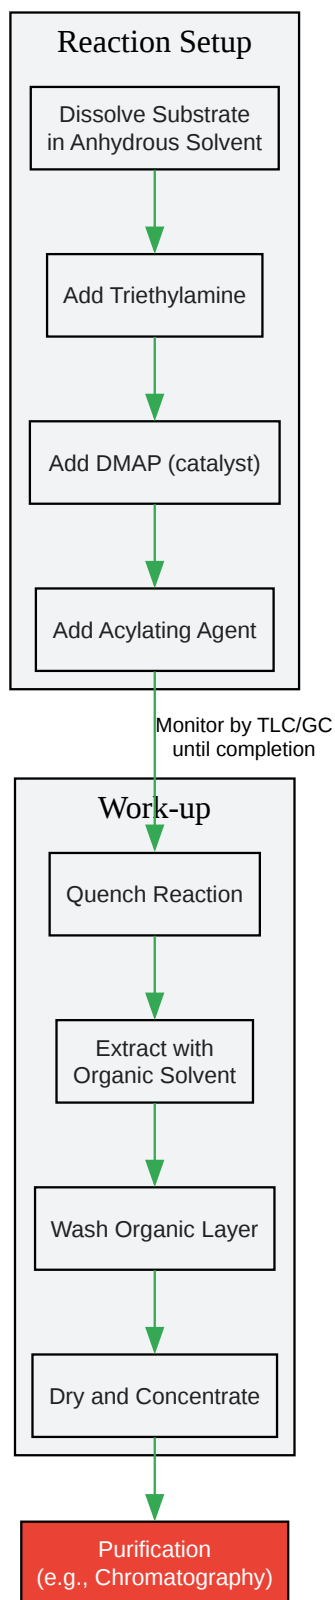 Reaction Setup
Dissolve Substrate
in Anhydrous Solvent
Add Triethylamine
Add DMAP (catalyst)
Add Acylating Agent
Monitor by TLC/GC
until completion
Work-up
Quench Reaction
Extract with
Organic Solvent
Wash Organic Layer
Dry and Concentrate
Purification
(e.g., Chromatography)